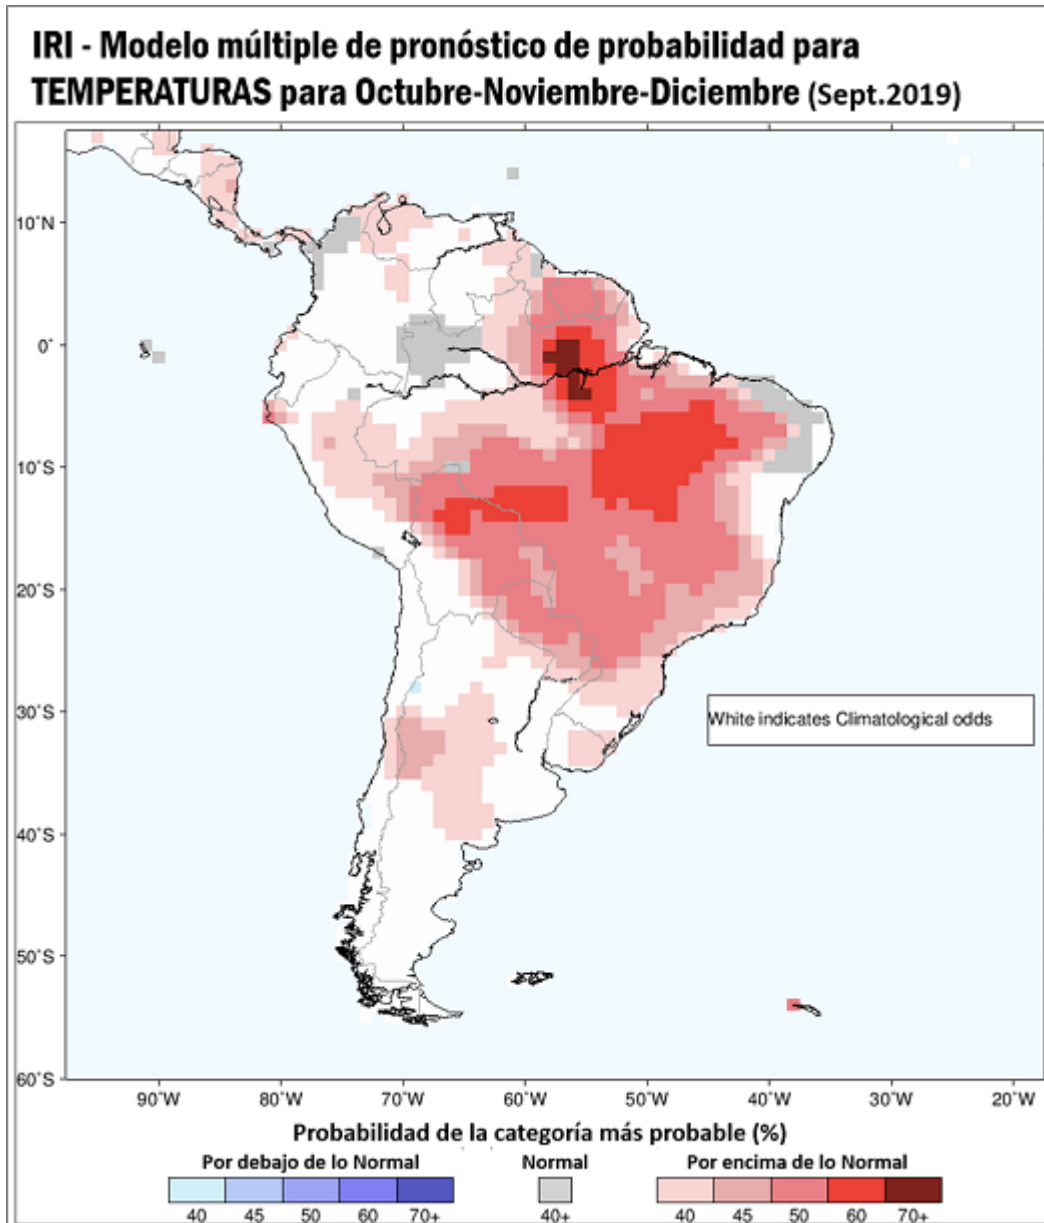 IRI - Modelo múltiple de pronóstico de probabilidad para
TEMPERATURAS para Octubre-Noviembre-Diciembre (Sept.2019)
10˚N
0˚
10˚S
20˚S
30˚S
White indicates Climatological odds
40˚S
50˚S
60˚S
90˚W 80˚W 70˚W 60˚W 50˚W 40˚W 30˚W 20˚W
Probabilidad de la categoría más probable (%)
Por debajo de lo Normal Normal Por encima de lo Normal
40 45 50 60 70+ 40+ 40 45 50 60 70+